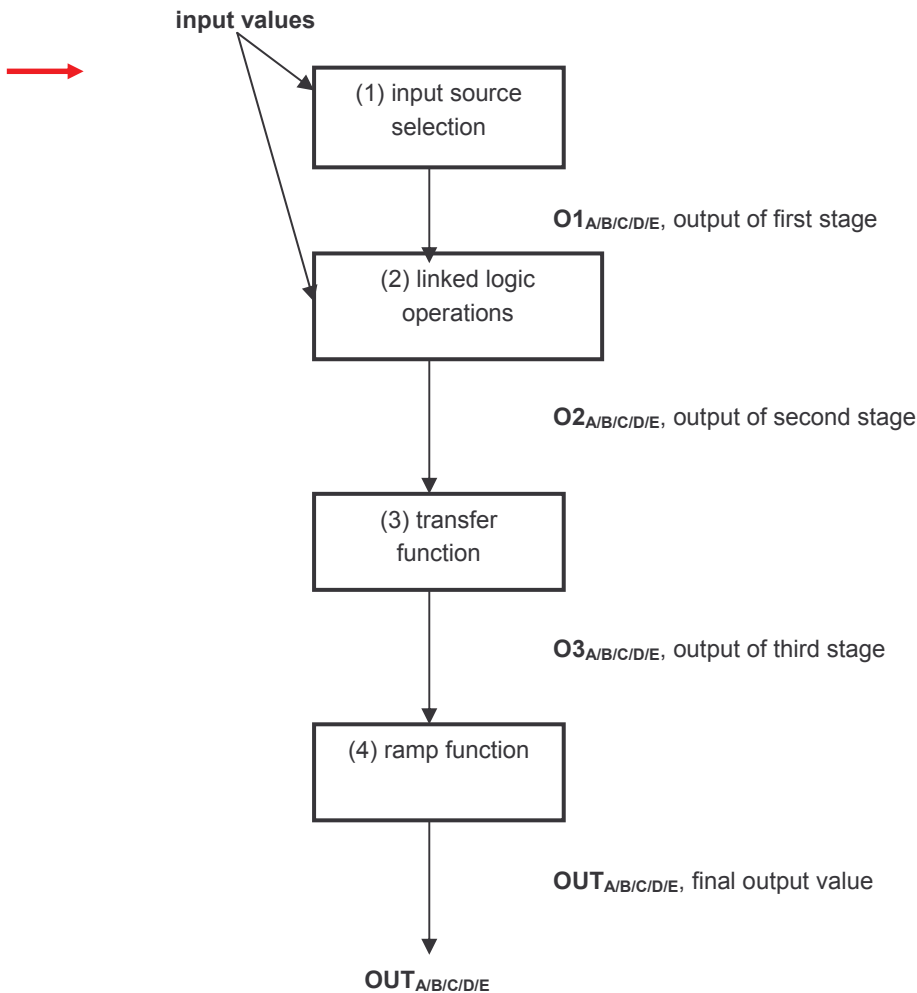 input values
(1) input source
selection
O1A/B/C/D/E, output of first stage
(2) linked logic
operations
O2A/B/C/D/E, output of second stage
(3) transfer
function
O3A/B/C/D/E, output of third stage
(4) ramp function
OUTA/B/C/D/E, final output value
OUTA/B/C/D/E